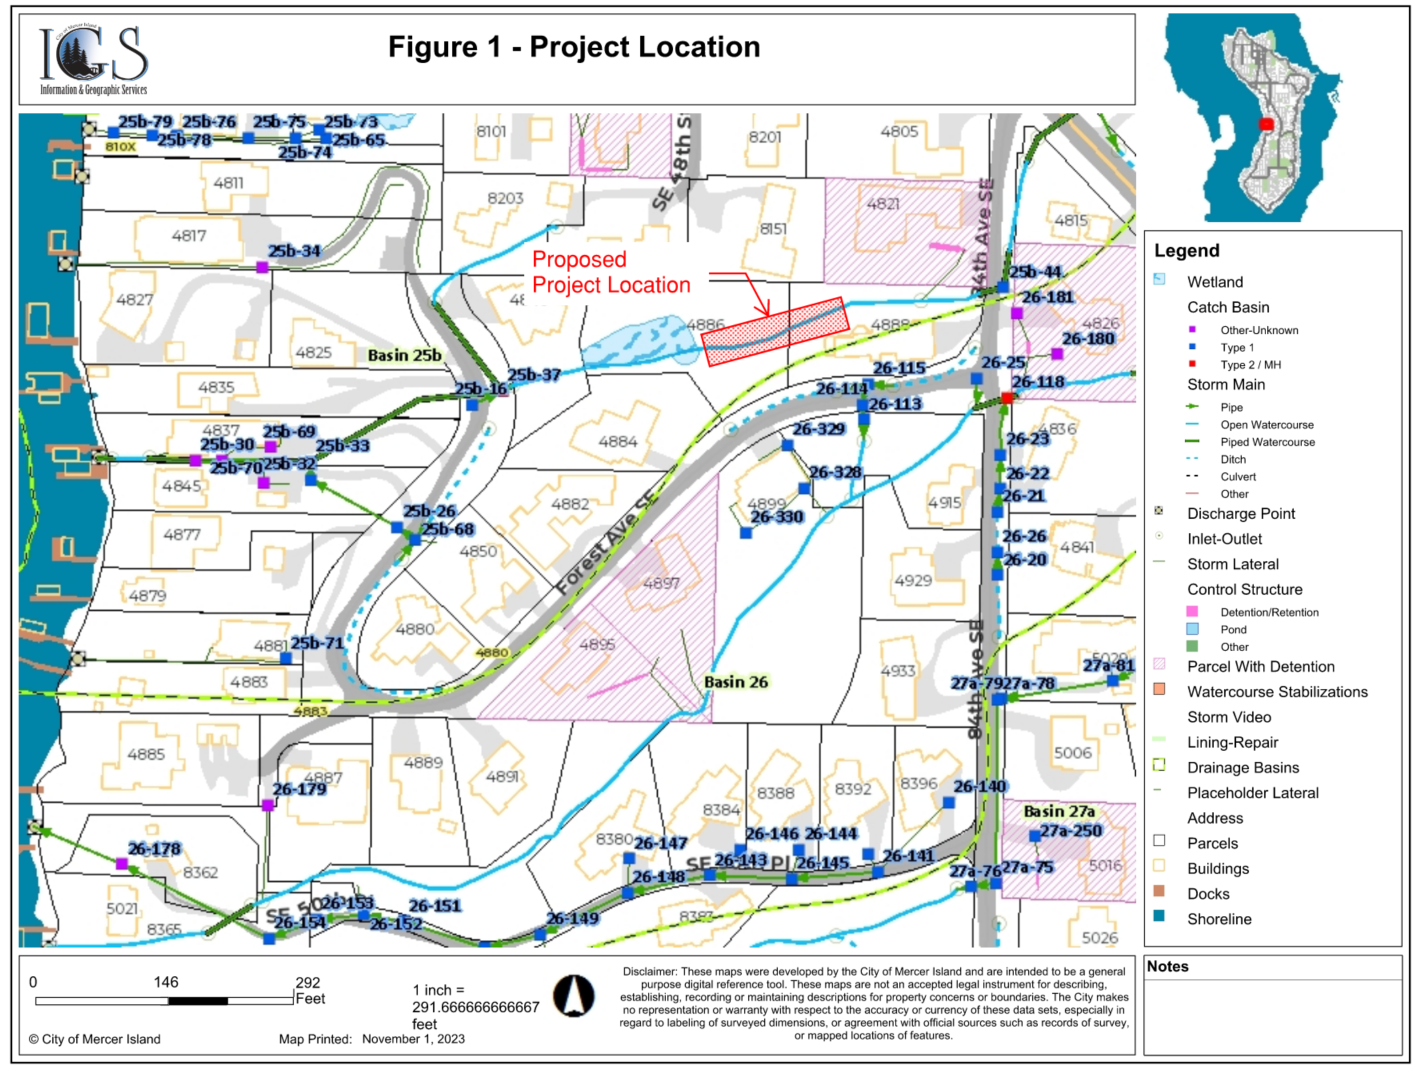 City of Mercer Island
IGS
Information & Geographic Services
Figure 1 - Project Location
25b-79
25b-76
25b-75
25b-73
25b-78
25b-65
25b-74
810X
8101
SE 48th S
8201
4805
4811
8203
4821
84th Ave SE
4815
4817
25b-34
8151
Proposed
Project Location
25b-44
26-181
4827
4886
4888
4826
26-180
4825
Basin 25b
25b-37
26-115
26-25
25b-16
26-114
26-118
4835
26-113
4837
25b-69
25b-30
25b-33
26-329
4836
4884
26-23
25b-70
25b-32
26-328
26-22
4845
4882
4899
4915
26-21
25b-26
26-330
25b-68
4877
26-26
4841
4850
Forest Ave SE
26-20
4897
4929
4879
4880
4881
25b-71
4895
4880
84th Ave SE
4933
5029
27a-81
4883
Basin 26
27a-79
27a-78
4883
4885
4887
4889
4891
5006
26-179
8384
8388
8392
8396
26-140
Basin 27a
8380
26-147
26-146
26-144
27a-250
26-178
SE
Pl
26-143
26-145
26-141
8362
26-148
27a-76
27a-75
5016
5021
SE 50th
26-153
26-151
26-154
26-152
26-149
8383
8365
5026
Legend
Wetland
Catch Basin
Other-Unknown
Type 1
Type 2 / MH
Storm Main
Pipe
Open Watercourse
Piped Watercourse
Ditch
Culvert
Other
Discharge Point
Inlet-Outlet
Storm Lateral
Control Structure
Detention/Retention
Pond
Other
Parcel With Detention
Watercourse Stabilizations
Storm Video
Lining-Repair
Drainage Basins
Placeholder Lateral
Address
Parcels
Buildings
Docks
Shoreline
0
146
292
Feet
1 inch =
291.666666666667
feet
© City of Mercer Island
Map Printed: November 1, 2023
Disclaimer: These maps were developed by the City of Mercer Island and are intended to be a general
purpose digital reference tool. These maps are not an accepted legal instrument for describing,
establishing, recording or maintaining descriptions for property concerns or boundaries. The City makes
no representation or warranty with respect to the accuracy or currency of these data sets, especially in
regard to labeling of surveyed dimensions, or agreement with official sources such as records of survey,
or mapped locations of features.
Notes